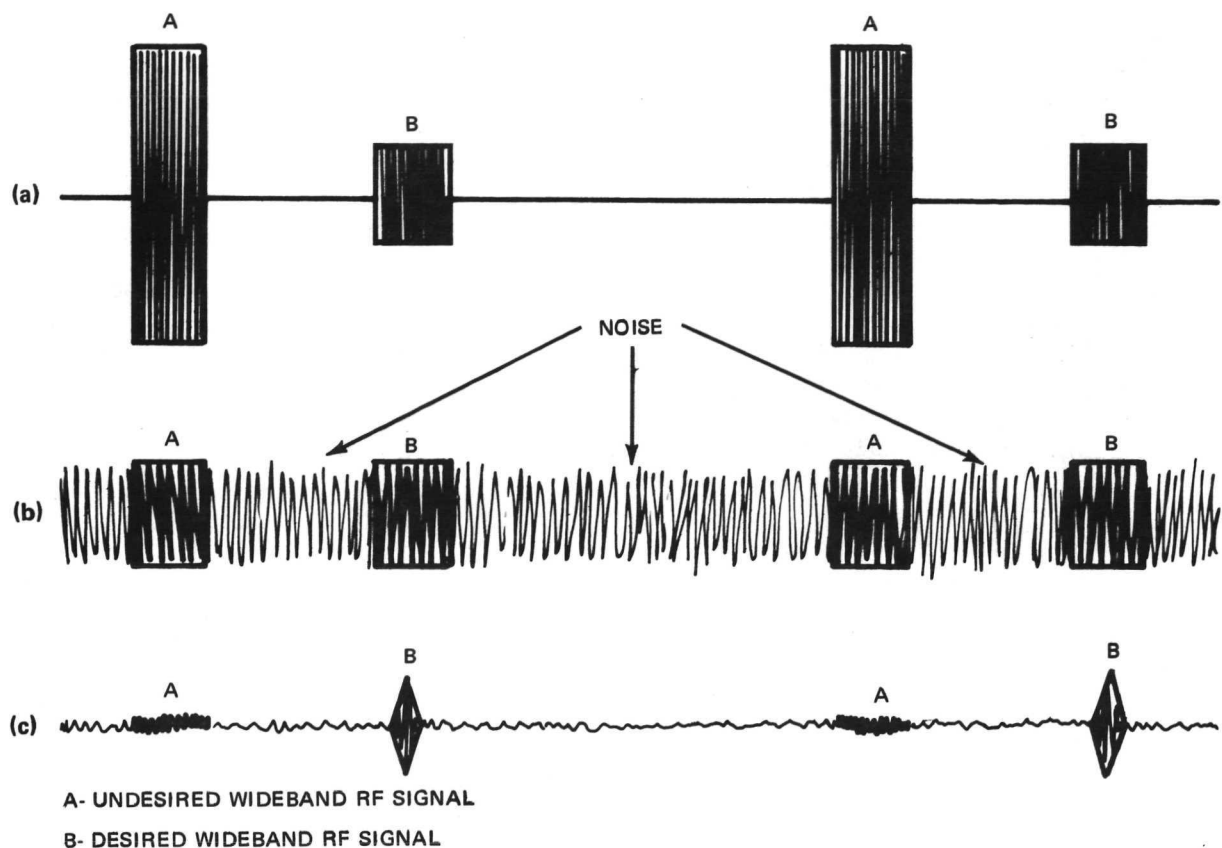 A
A
B
B
(a)
NOISE
A
B
A
B
(b)
B
B
A
A
(c)
A- UNDESIRED WIDEBAND RF SIGNAL
B- DESIRED WIDEBAND RF SIGNAL